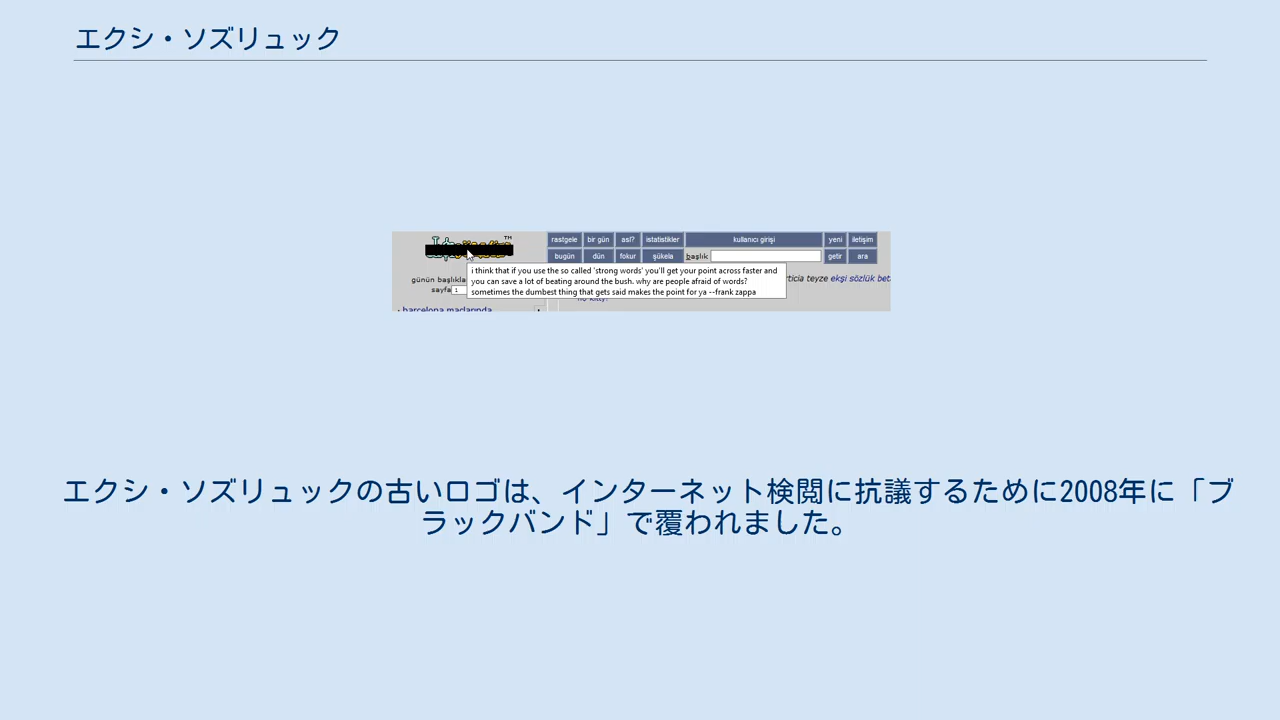 エクシ・ソズリュック
TM
rastgele bir gün asl? istatistikler kullanıcı girişi yeni iletişim
bugün dün fokur şükela başlık getir ara
i think that if you use the so called 'strong words' you'll get your point across faster and
you can save a lot of beating around the bush. why are people afraid of words?
sometimes the dumbest thing that gets said makes the point for ya --frank zappa
günün başlıkla
sayfa 1
teyze ekşi sözlük bet
barcelona maçlarında
エクシ・ソズリュックの古いロゴは、インターネット検閲に抗議するために2008年に「ブ
ラックバンド」で覆われました。